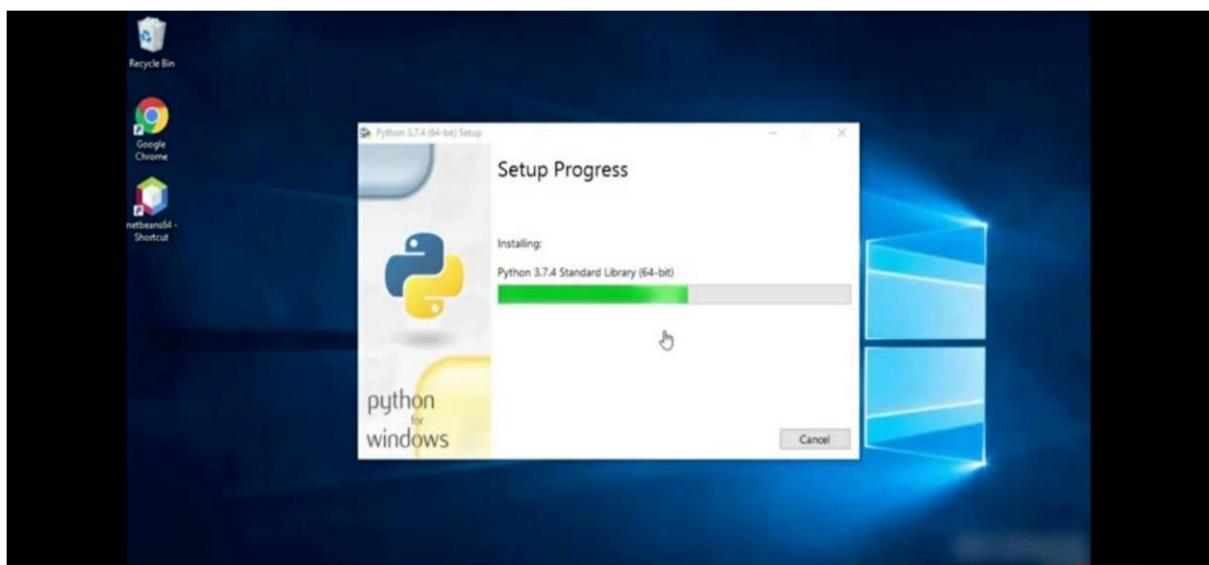 Recycle Bin
Google
Chrome
netbeans64 -
Shortcut
Python 3.7.4 (64-bit) Setup
Setup Progress
Installing:
Python 3.7.4 Standard Library (64-bit)
python
for
windows
Cancel